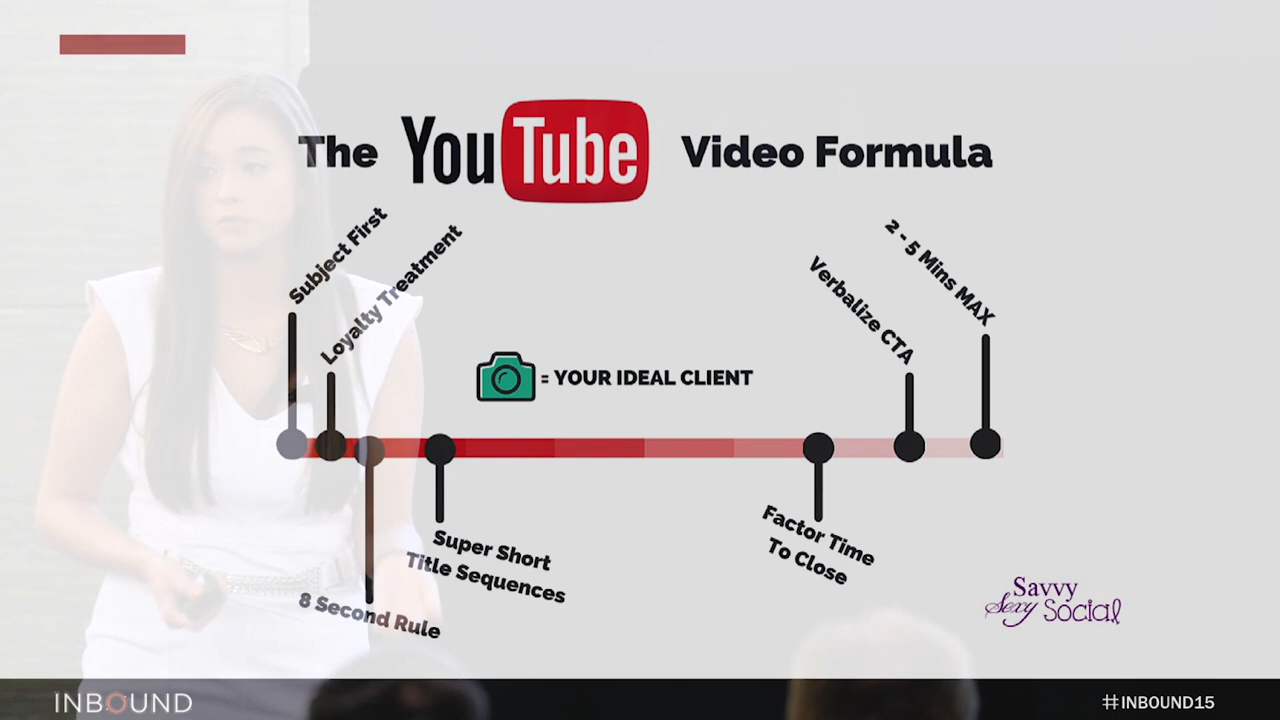 The YouTube Video Formula
Subject First
Loyalty Treatment
2 - 5 Mins MAX
Verbalize CTA
= YOUR IDEAL CLIENT
Super Short
Title Sequences
8 Second Rule
Factor Time
To Close
Savvy
Sexy Social
INBOUND
#INBOUND15